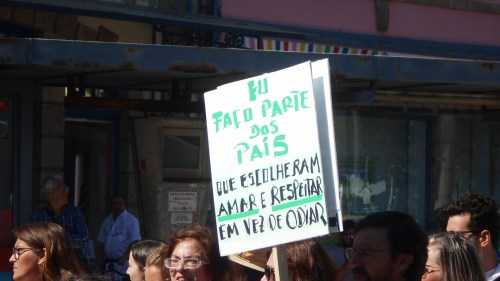 EU
FAÇO PARTE
dos
PAIS
QUE ESCOLHERAM
AMAR E RESPEITAR
EM VEZ DE ODIAR